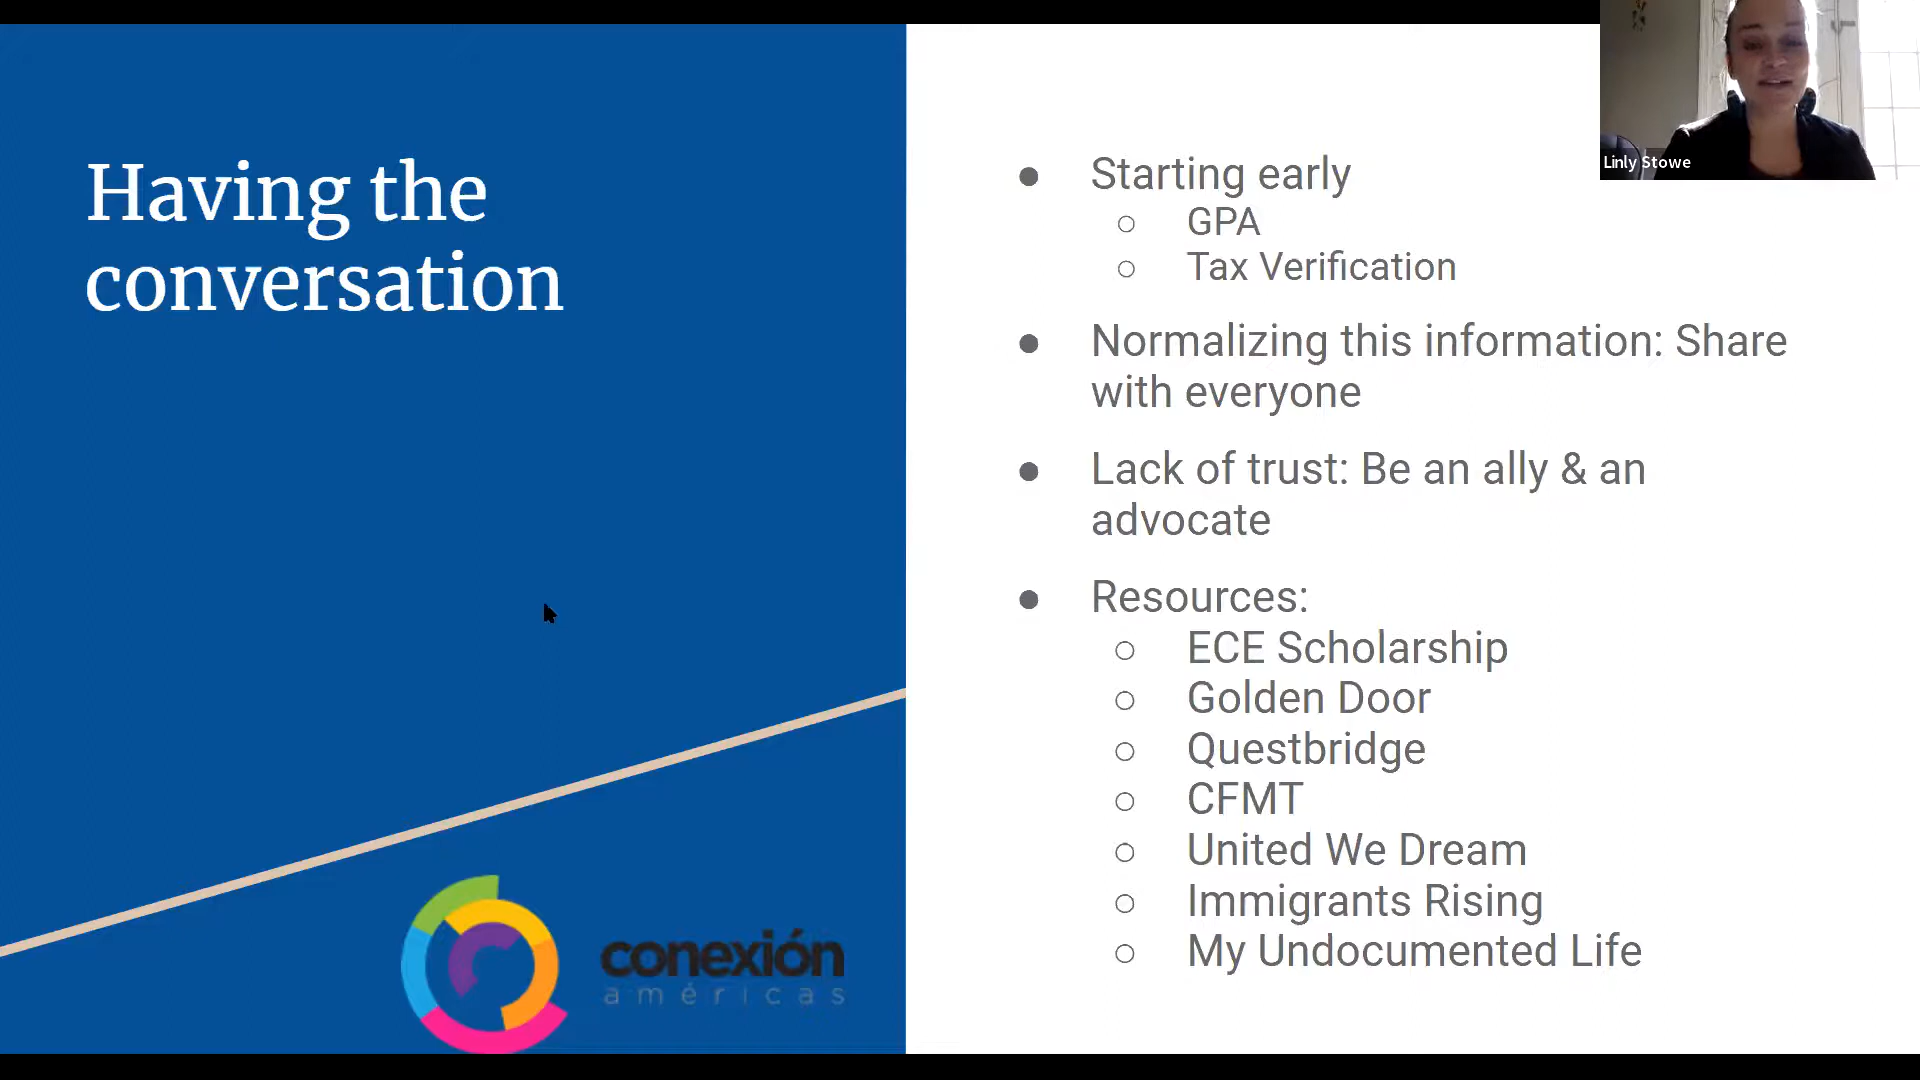 Having the
conversation
Starting early
GPA
Tax Verification
Normalizing this information: Share
with everyone
Lack of trust: Be an ally & an
advocate
Resources:
ECE Scholarship
Golden Door
Questbridge
CFMT
United We Dream
Immigrants Rising
My Undocumented Life
conexión
américas
Linly Stowe